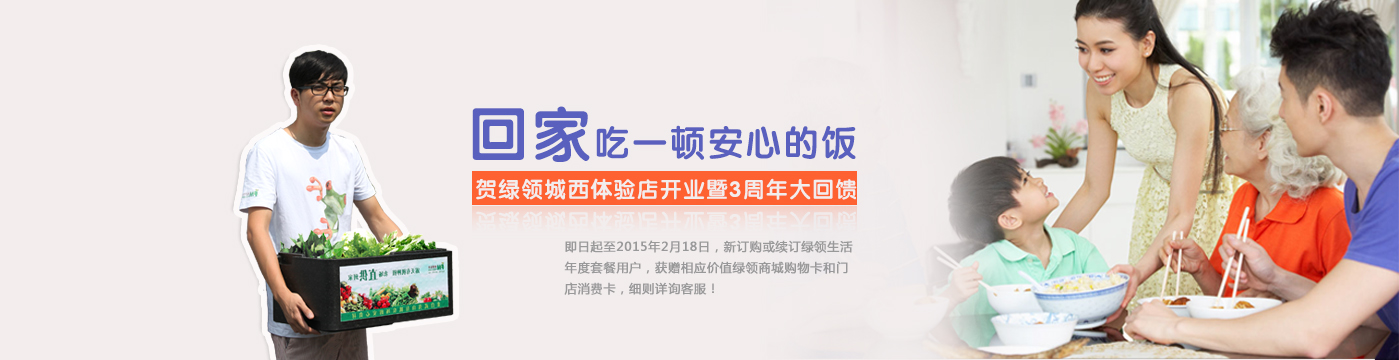 回家吃一顿安心的饭
贺绿领城西体验店开业暨3周年大回馈
即日起至2015年2月18日，新订购或续订绿领生活
年度套餐用户，获赠相应价值绿领商城购物卡和门
店消费卡，细则详询客服！